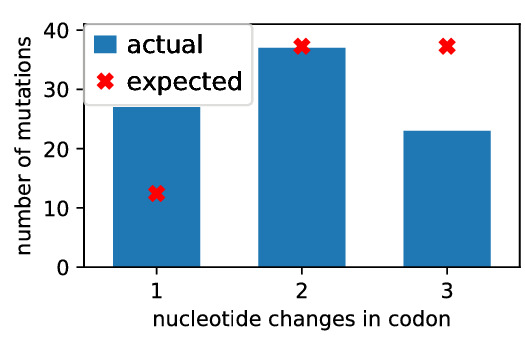 40
30
20
10
0
number of mutations
actual
expected
1 2 3
nucleotide changes in codon